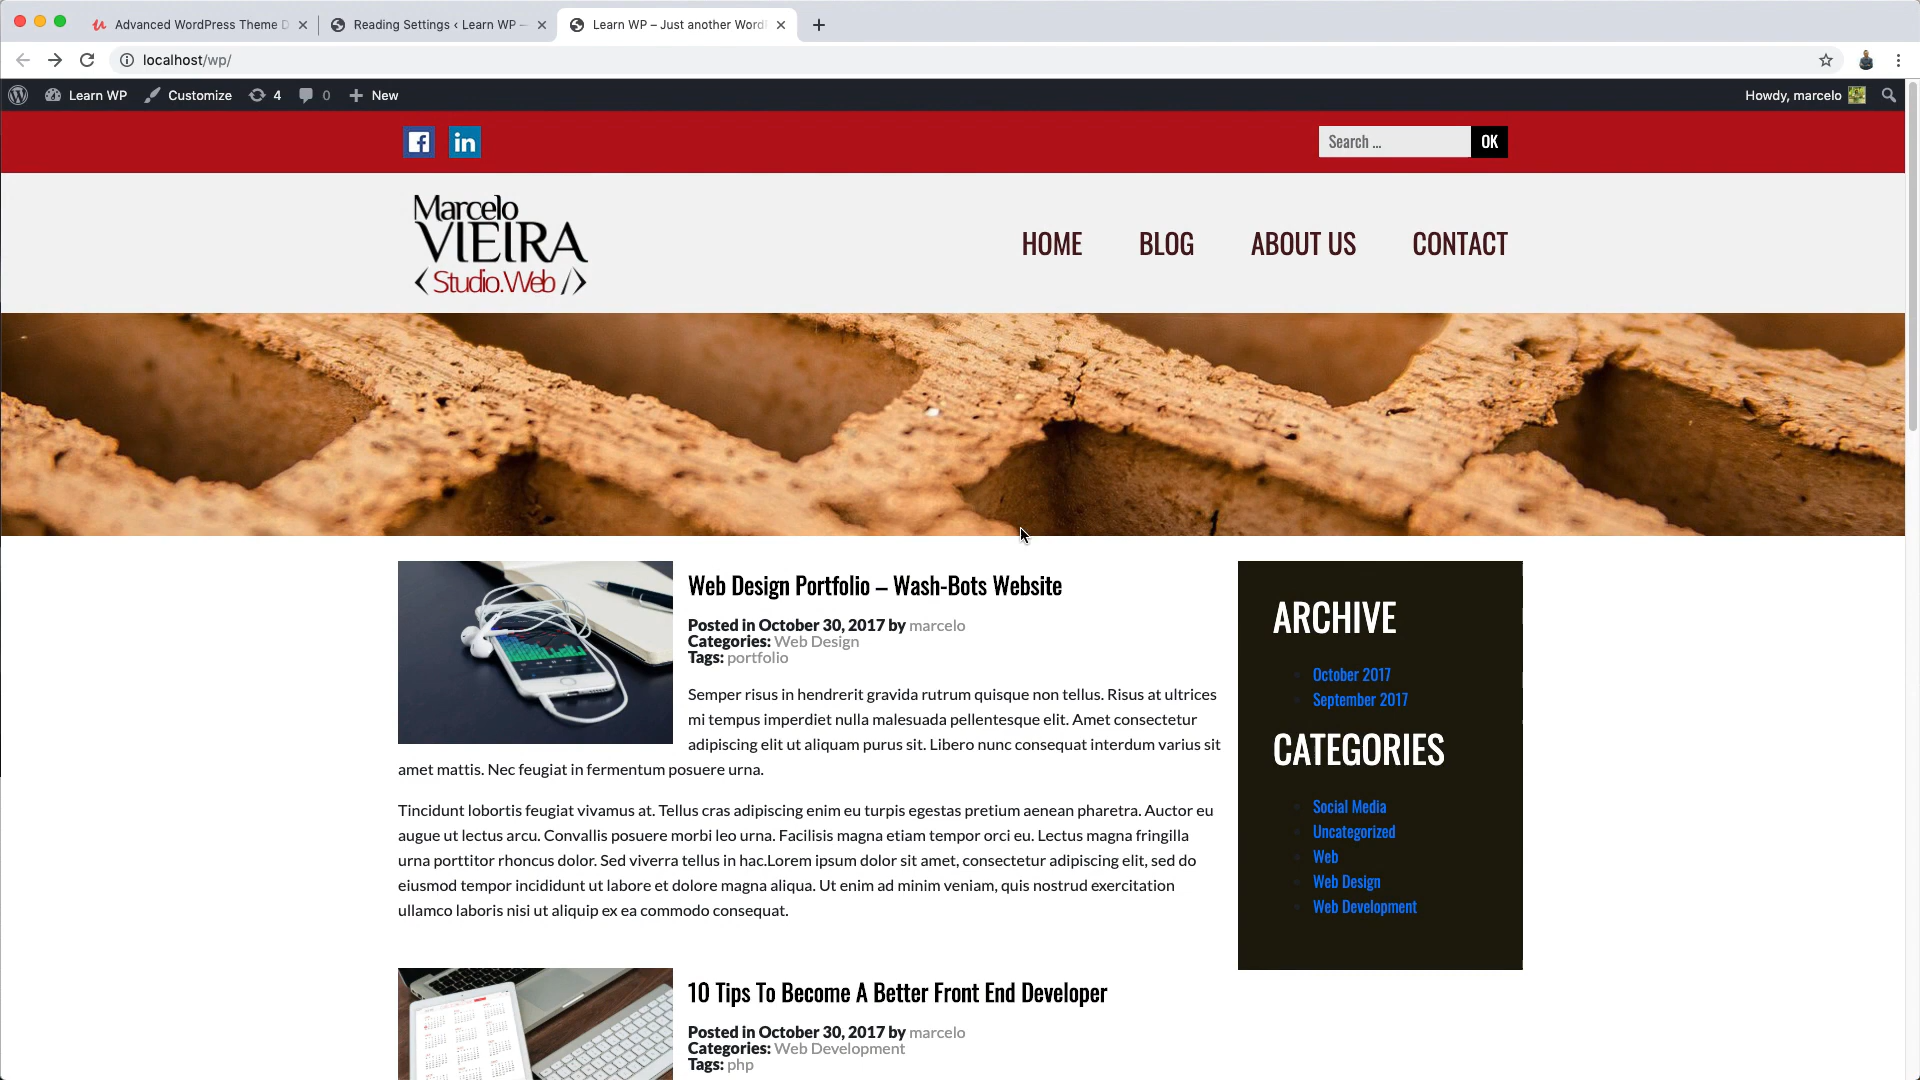 Advanced WordPress Theme D
Reading Settings ‹ Learn WP —
Learn WP – Just another Word
localhost/wp/
Learn WP
Customize
4
0
New
Howdy, marcelo
Search ...
OK
in
Marcelo
VIEIRA
<Studio.Web/>
HOME
BLOG
ABOUT US
CONTACT
Web Design Portfolio – Wash-Bots Website
Posted in October 30, 2017 by marcelo
Categories: Web Design
Tags: portfolio
Semper risus in hendrerit gravida rutrum quisque non tellus. Risus at ultrices
mi tempus imperdiet nulla malesuada pellentesque elit. Amet consectetur
adipiscing elit ut aliquam purus sit. Libero nunc consequat interdum varius sit
amet mattis. Nec feugiat in fermentum posuere urna.
Tincidunt lobortis feugiat vivamus at. Tellus cras adipiscing enim eu turpis egestas pretium aenean pharetra. Auctor eu
augue ut lectus arcu. Convallis posuere morbi leo urna. Facilisis magna etiam tempor orci eu. Lectus magna fringilla
urna porttitor rhoncus dolor. Sed viverra tellus in hac.Lorem ipsum dolor sit amet, consectetur adipiscing elit, sed do
eiusmod tempor incididunt ut labore et dolore magna aliqua. Ut enim ad minim veniam, quis nostrud exercitation
ullamco laboris nisi ut aliquip ex ea commodo consequat.
10 Tips To Become A Better Front End Developer
Posted in October 30, 2017 by marcelo
Categories: Web Development
Tags: php
ARCHIVE
October 2017
September 2017
CATEGORIES
Social Media
Uncategorized
Web
Web Design
Web Development